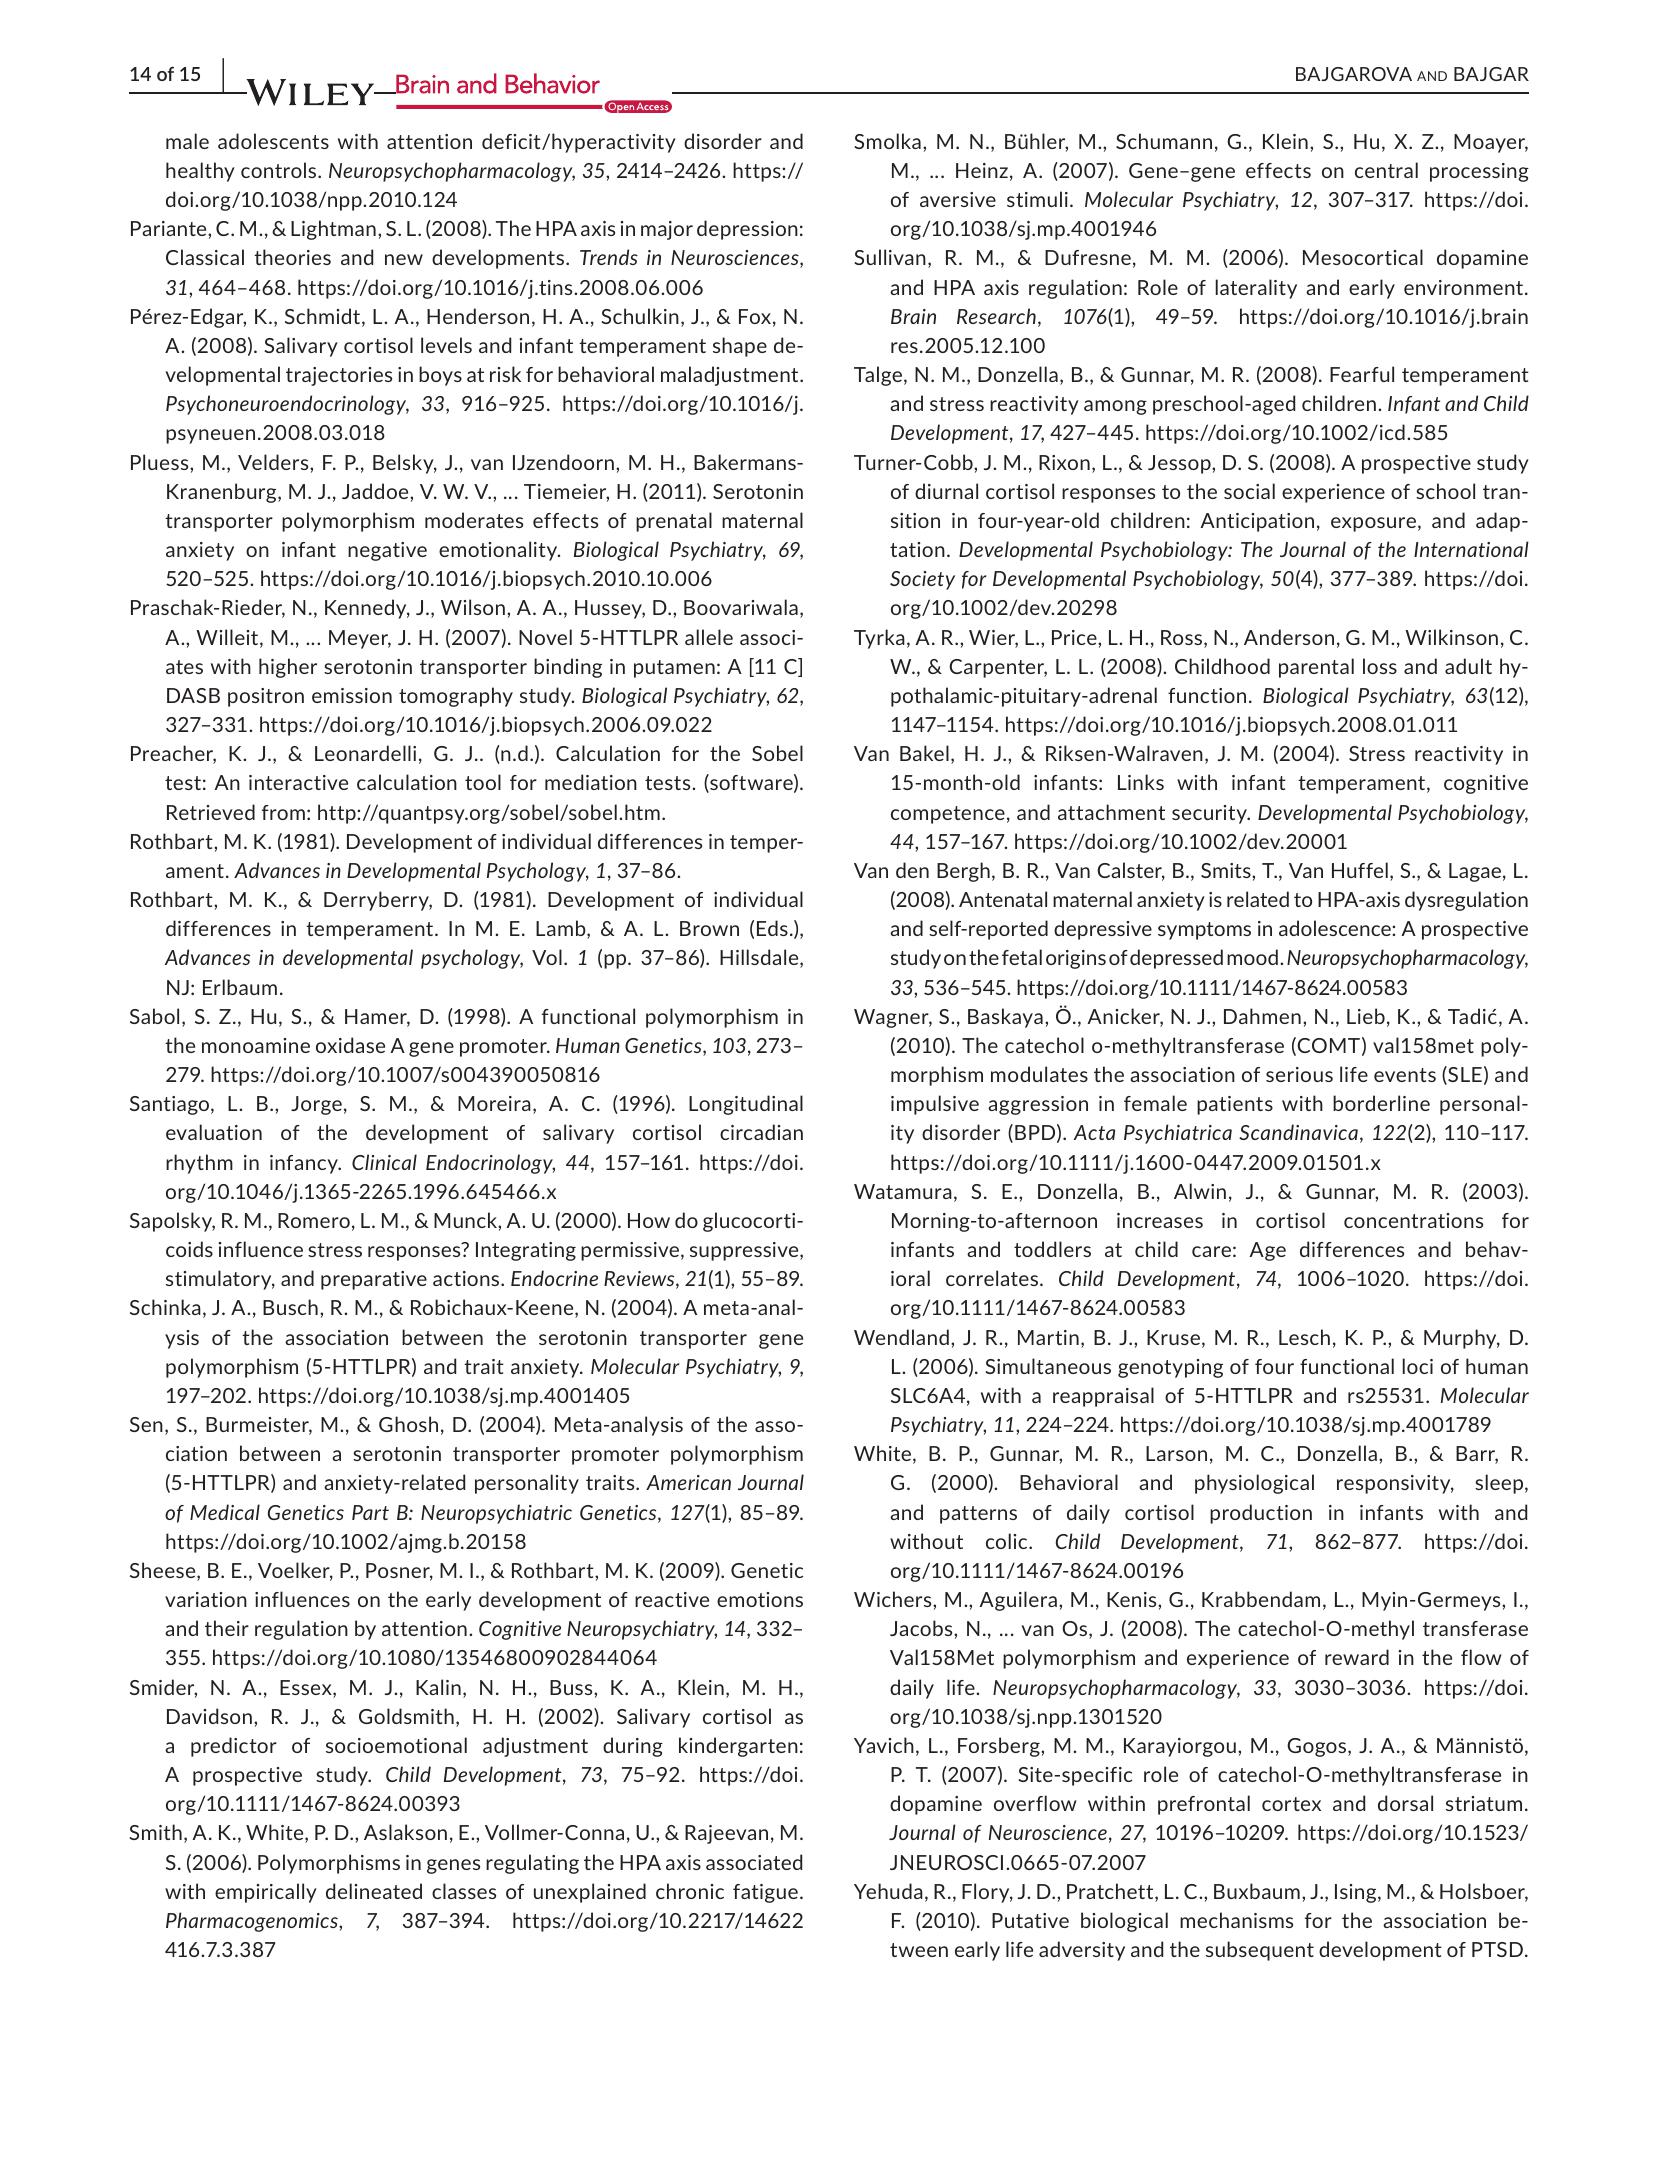 14 of 15
WILEY
Brain and Behavior
Open Access
BAJGAROVA AND BAJGAR
male adolescents with attention deficit/hyperactivity disorder and
healthy controls. Neuropsychopharmacology, 35, 2414–2426. https://
doi.org/10.1038/npp.2010.124
Pariante, C. M., & Lightman, S. L. (2008). The HPA axis in major depression:
Classical theories and new developments. Trends in Neurosciences,
31, 464–468. https://doi.org/10.1016/j.tins.2008.06.006
Pérez-Edgar, K., Schmidt, L. A., Henderson, H. A., Schulkin, J., & Fox, N.
A. (2008). Salivary cortisol levels and infant temperament shape de-
velopmental trajectories in boys at risk for behavioral maladjustment.
Psychoneuroendocrinology, 33, 916–925. https://doi.org/10.1016/j.
psyneuen.2008.03.018
Pluess, M., Velders, F. P., Belsky, J., van IJzendoorn, M. H., Bakermans-
Kranenburg, M. J., Jaddoe, V. W. V., ... Tiemeier, H. (2011). Serotonin
transporter polymorphism moderates effects of prenatal maternal
anxiety on infant negative emotionality. Biological Psychiatry, 69,
520–525. https://doi.org/10.1016/j.biopsych.2010.10.006
Praschak-Rieder, N., Kennedy, J., Wilson, A. A., Hussey, D., Boovariwala,
A., Willeit, M., ... Meyer, J. H. (2007). Novel 5-HTTLPR allele associ-
ates with higher serotonin transporter binding in putamen: A [11 C]
DASB positron emission tomography study. Biological Psychiatry, 62,
327–331. https://doi.org/10.1016/j.biopsych.2006.09.022
Preacher, K. J., & Leonardelli, G. J.. (n.d.). Calculation for the Sobel
test: An interactive calculation tool for mediation tests. (software).
Retrieved from: http://quantpsy.org/sobel/sobel.htm.
Rothbart, M. K. (1981). Development of individual differences in temper-
ament. Advances in Developmental Psychology, 1, 37–86.
Rothbart, M. K., & Derryberry, D. (1981). Development of individual
differences in temperament. In M. E. Lamb, & A. L. Brown (Eds.),
Advances in developmental psychology, Vol. 1 (pp. 37–86). Hillsdale,
NJ: Erlbaum.
Sabol, S. Z., Hu, S., & Hamer, D. (1998). A functional polymorphism in
the monoamine oxidase A gene promoter. Human Genetics, 103, 273–
279. https://doi.org/10.1007/s004390050816
Santiago, L. B., Jorge, S. M., & Moreira, A. C. (1996). Longitudinal
evaluation of the development of salivary cortisol circadian
rhythm in infancy. Clinical Endocrinology, 44, 157–161. https://doi.
org/10.1046/j.1365-2265.1996.645466.x
Sapolsky, R. M., Romero, L. M., & Munck, A. U. (2000). How do glucocorti-
coids influence stress responses? Integrating permissive, suppressive,
stimulatory, and preparative actions. Endocrine Reviews, 21(1), 55–89.
Schinka, J. A., Busch, R. M., & Robichaux-Keene, N. (2004). A meta-anal-
ysis of the association between the serotonin transporter gene
polymorphism (5-HTTLPR) and trait anxiety. Molecular Psychiatry, 9,
197–202. https://doi.org/10.1038/sj.mp.4001405
Sen, S., Burmeister, M., & Ghosh, D. (2004). Meta-analysis of the asso-
ciation between a serotonin transporter promoter polymorphism
(5-HTTLPR) and anxiety-related personality traits. American Journal
of Medical Genetics Part B: Neuropsychiatric Genetics, 127(1), 85–89.
https://doi.org/10.1002/ajmg.b.20158
Sheese, B. E., Voelker, P., Posner, M. I., & Rothbart, M. K. (2009). Genetic
variation influences on the early development of reactive emotions
and their regulation by attention. Cognitive Neuropsychiatry, 14, 332–
355. https://doi.org/10.1080/13546800902844064
Smider, N. A., Essex, M. J., Kalin, N. H., Buss, K. A., Klein, M. H.,
Davidson, R. J., & Goldsmith, H. H. (2002). Salivary cortisol as
a predictor of socioemotional adjustment during kindergarten:
A prospective study. Child Development, 73, 75–92. https://doi.
org/10.1111/1467-8624.00393
Smith, A. K., White, P. D., Aslakson, E., Vollmer-Conna, U., & Rajeevan, M.
S. (2006). Polymorphisms in genes regulating the HPA axis associated
with empirically delineated classes of unexplained chronic fatigue.
Pharmacogenomics, 7, 387–394. https://doi.org/10.2217/14622
416.7.3.387
Smolka, M. N., Bühler, M., Schumann, G., Klein, S., Hu, X. Z., Moayer,
M., ... Heinz, A. (2007). Gene–gene effects on central processing
of aversive stimuli. Molecular Psychiatry, 12, 307–317. https://doi.
org/10.1038/sj.mp.4001946
Sullivan, R. M., & Dufresne, M. M. (2006). Mesocortical dopamine
and HPA axis regulation: Role of laterality and early environment.
Brain Research, 1076(1), 49–59. https://doi.org/10.1016/j.brain
res.2005.12.100
Talge, N. M., Donzella, B., & Gunnar, M. R. (2008). Fearful temperament
and stress reactivity among preschool-aged children. Infant and Child
Development, 17, 427–445. https://doi.org/10.1002/icd.585
Turner-Cobb, J. M., Rixon, L., & Jessop, D. S. (2008). A prospective study
of diurnal cortisol responses to the social experience of school tran-
sition in four-year-old children: Anticipation, exposure, and adap-
tation. Developmental Psychobiology: The Journal of the International
Society for Developmental Psychobiology, 50(4), 377–389. https://doi.
org/10.1002/dev.20298
Tyrka, A. R., Wier, L., Price, L. H., Ross, N., Anderson, G. M., Wilkinson, C.
W., & Carpenter, L. L. (2008). Childhood parental loss and adult hy-
pothalamic-pituitary-adrenal function. Biological Psychiatry, 63(12),
1147–1154. https://doi.org/10.1016/j.biopsych.2008.01.011
Van Bakel, H. J., & Riksen-Walraven, J. M. (2004). Stress reactivity in
15-month-old infants: Links with infant temperament, cognitive
competence, and attachment security. Developmental Psychobiology,
44, 157–167. https://doi.org/10.1002/dev.20001
Van den Bergh, B. R., Van Calster, B., Smits, T., Van Huffel, S., & Lagae, L.
(2008). Antenatal maternal anxiety is related to HPA-axis dysregulation
and self-reported depressive symptoms in adolescence: A prospective
study on the fetal origins of depressed mood. Neuropsychopharmacology,
33, 536–545. https://doi.org/10.1111/1467-8624.00583
Wagner, S., Baskaya, Ö., Anicker, N. J., Dahmen, N., Lieb, K., & Tadić, A.
(2010). The catechol o-methyltransferase (COMT) val158met poly-
morphism modulates the association of serious life events (SLE) and
impulsive aggression in female patients with borderline personal-
ity disorder (BPD). Acta Psychiatrica Scandinavica, 122(2), 110–117.
https://doi.org/10.1111/j.1600-0447.2009.01501.x
Watamura, S. E., Donzella, B., Alwin, J., & Gunnar, M. R. (2003).
Morning-to-afternoon increases in cortisol concentrations for
infants and toddlers at child care: Age differences and behav-
ioral correlates. Child Development, 74, 1006–1020. https://doi.
org/10.1111/1467-8624.00583
Wendland, J. R., Martin, B. J., Kruse, M. R., Lesch, K. P., & Murphy, D.
L. (2006). Simultaneous genotyping of four functional loci of human
SLC6A4, with a reappraisal of 5-HTTLPR and rs25531. Molecular
Psychiatry, 11, 224–224. https://doi.org/10.1038/sj.mp.4001789
White, B. P., Gunnar, M. R., Larson, M. C., Donzella, B., & Barr, R.
G. (2000). Behavioral and physiological responsivity, sleep,
and patterns of daily cortisol production in infants with and
without colic. Child Development, 71, 862–877. https://doi.
org/10.1111/1467-8624.00196
Wichers, M., Aguilera, M., Kenis, G., Krabbendam, L., Myin-Germeys, I.,
Jacobs, N., ... van Os, J. (2008). The catechol-O-methyl transferase
Val158Met polymorphism and experience of reward in the flow of
daily life. Neuropsychopharmacology, 33, 3030–3036. https://doi.
org/10.1038/sj.npp.1301520
Yavich, L., Forsberg, M. M., Karayiorgou, M., Gogos, J. A., & Männistö,
P. T. (2007). Site-specific role of catechol-O-methyltransferase in
dopamine overflow within prefrontal cortex and dorsal striatum.
Journal of Neuroscience, 27, 10196–10209. https://doi.org/10.1523/
JNEUROSCI.0665-07.2007
Yehuda, R., Flory, J. D., Pratchett, L. C., Buxbaum, J., Ising, M., & Holsboer,
F. (2010). Putative biological mechanisms for the association be-
tween early life adversity and the subsequent development of PTSD.